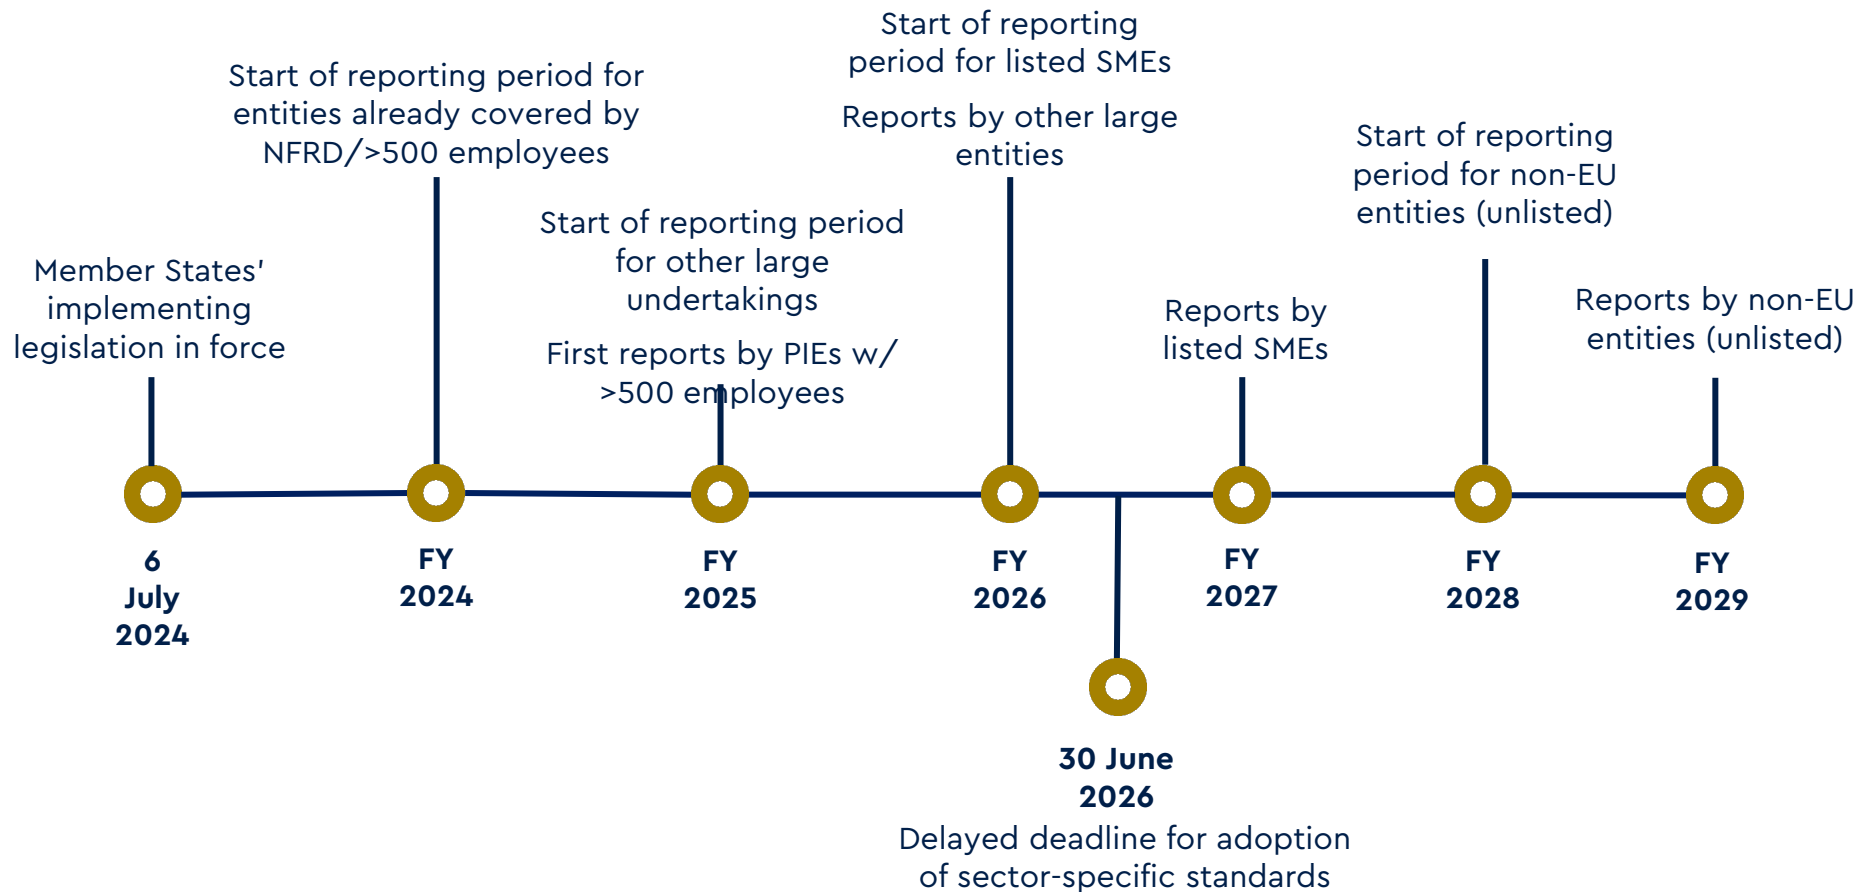 Member States'
implementing
legislation in force
6
July
2024
Start of reporting period for
entities already covered by
NFRD/>500 employees
FY
2024
Start of reporting period
for other large
undertakings
First reports by PIEs w/
>500 employees
FY
2025
Start of reporting
period for listed SMEs
Reports by other large
entities
FY
2026
30 June
2026
Delayed deadline for adoption
of sector-specific standards
Reports by
listed SMEs
FY
2027
Start of reporting
period for non-EU
entities (unlisted)
FY
2028
Reports by non-EU
entities (unlisted)
FY
2029